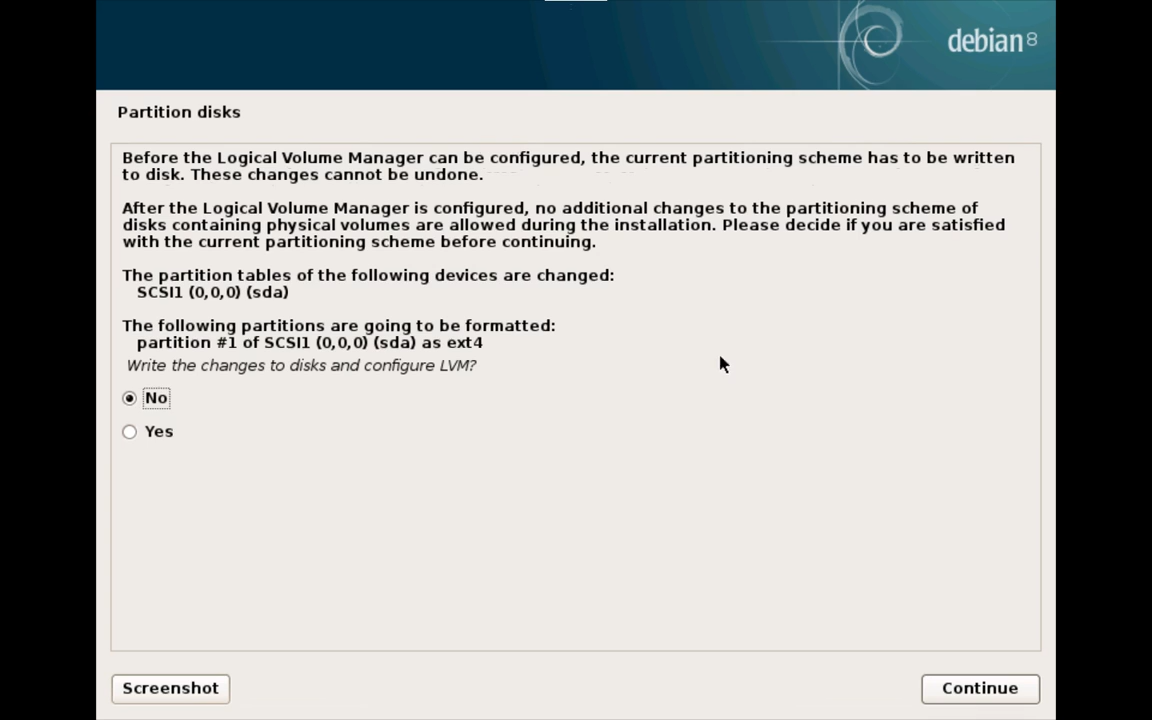 debian 8
Partition disks
Before the Logical Volume Manager can be configured, the current partitioning scheme has to be written
to disk. These changes cannot be undone.
After the Logical Volume Manager is configured, no additional changes to the partitioning scheme of
disks containing physical volumes are allowed during the installation. Please decide if you are satisfied
with the current partitioning scheme before continuing.
The partition tables of the following devices are changed:
SCSI1 (0,0,0) (sda)
The following partitions are going to be formatted:
partition #1 of SCSI1 (0,0,0) (sda) as ext4
Write the changes to disks and configure LVM?
No
Yes
Screenshot
Continue